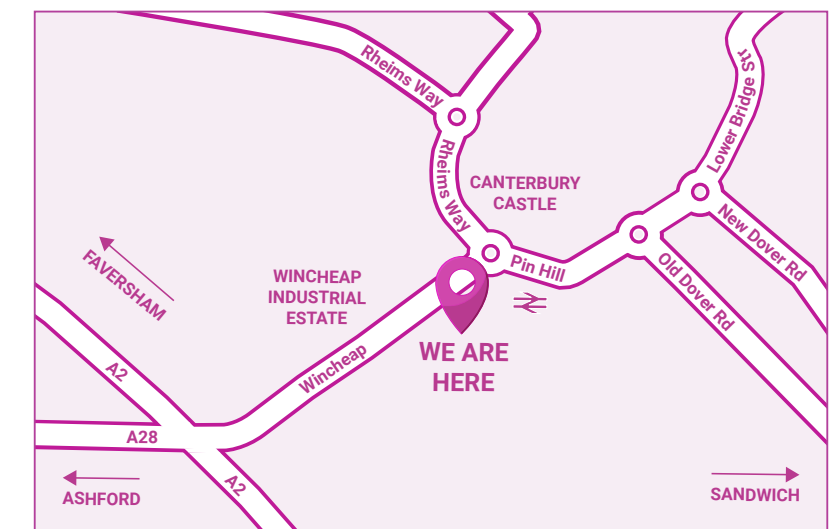 Rheims Way
Lower Bridge Str
Rheims Way
CANTERBURY
CASTLE
New Dover Rd
FAVERSHAM
WINCHEAP
INDUSTRIAL
ESTATE
Pin Hill
Old Dover Rd
WE ARE
HERE
Wincheap
A2
A28
A2
ASHFORD
SANDWICH